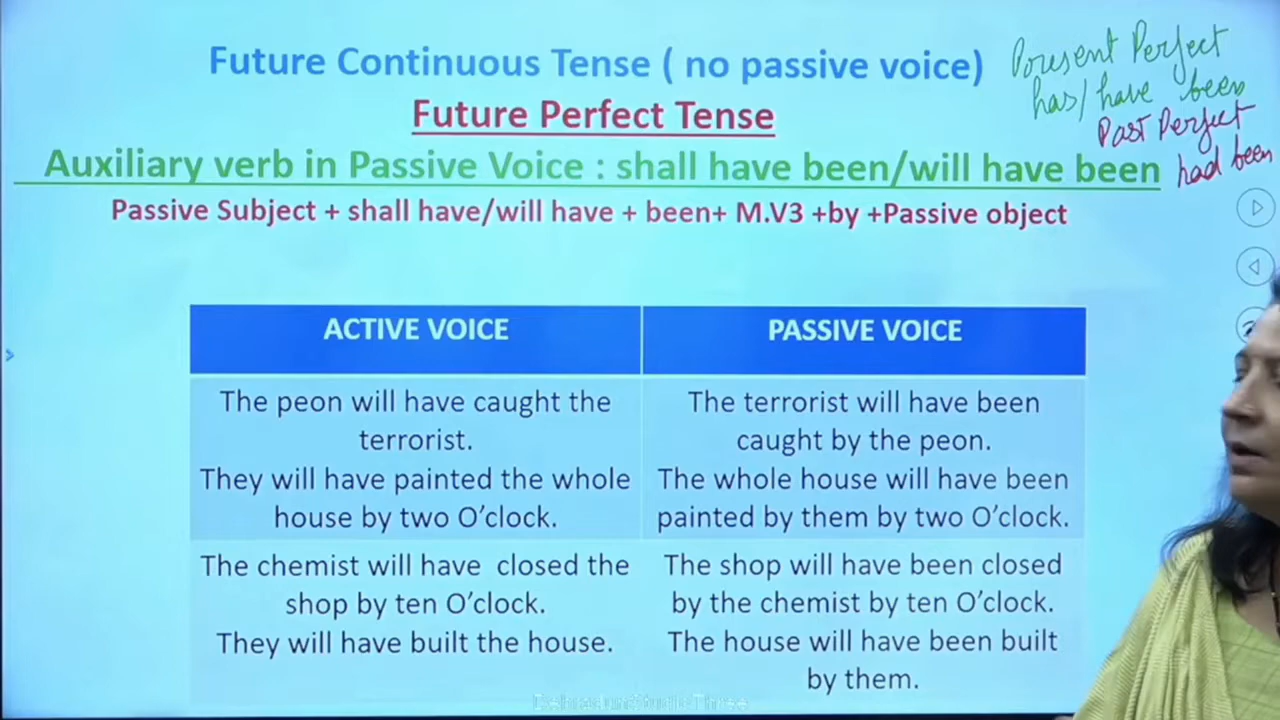 Future Continuous Tense ( no passive voice)
Present Perfect
has/ have been
Past Perfect
had been
Future Perfect Tense
Auxiliary verb in Passive Voice : shall have been/will have been
Passive Subject + shall have/will have + been+ M.V3 +by +Passive object
ACTIVE VOICE
PASSIVE VOICE
The peon will have caught the
terrorist.
They will have painted the whole
house by two O'clock.
The terrorist will have been
caught by the peon.
The whole house will have been
painted by them by two O'clock.
The chemist will have  closed the
shop by ten O'clock.
They will have built the house.
The shop will have been closed
by the chemist by ten O'clock.
The house will have been built
by them.
DehradunStudioThree